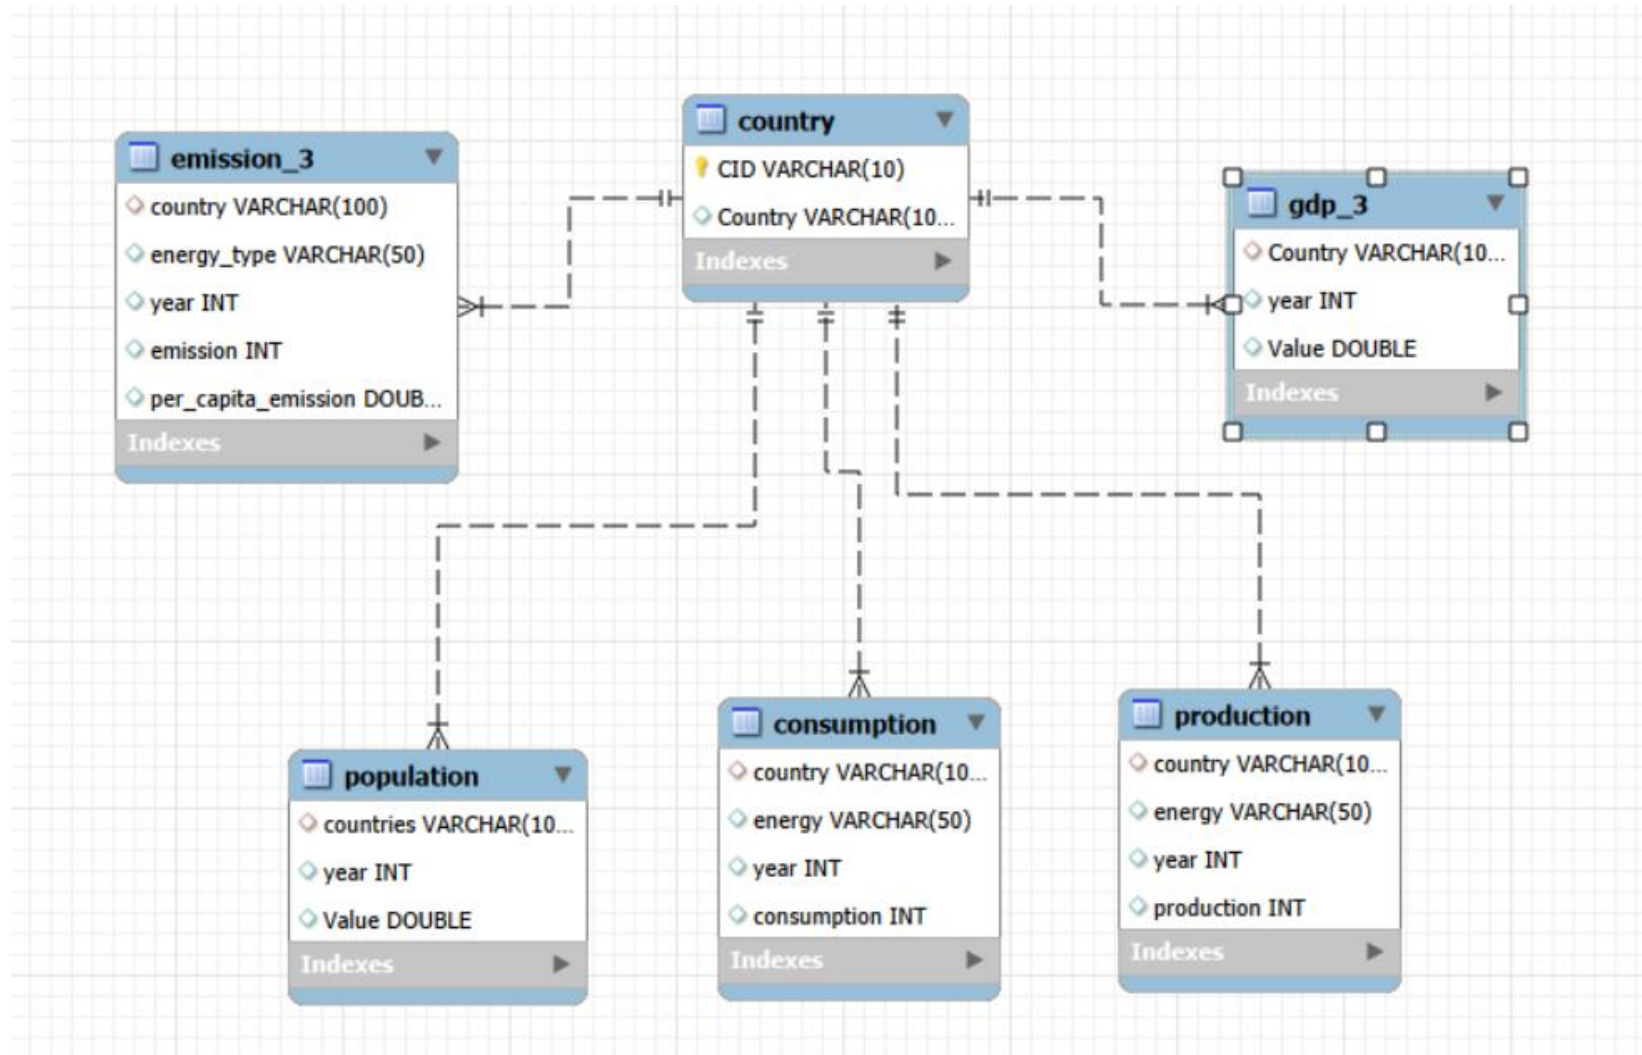 emission_3
country VARCHAR(100)
energy_type VARCHAR(50)
year INT
emission INT
per_capita_emission DOUB...
Indexes
country
CID VARCHAR(10)
Country VARCHAR(10...
Indexes
gdp_3
Country VARCHAR(10...
year INT
Value DOUBLE
Indexes
population
countries VARCHAR(10...
year INT
Value DOUBLE
Indexes
consumption
country VARCHAR(10...
energy VARCHAR(50)
year INT
consumption INT
Indexes
production
country VARCHAR(10...
energy VARCHAR(50)
year INT
production INT
Indexes